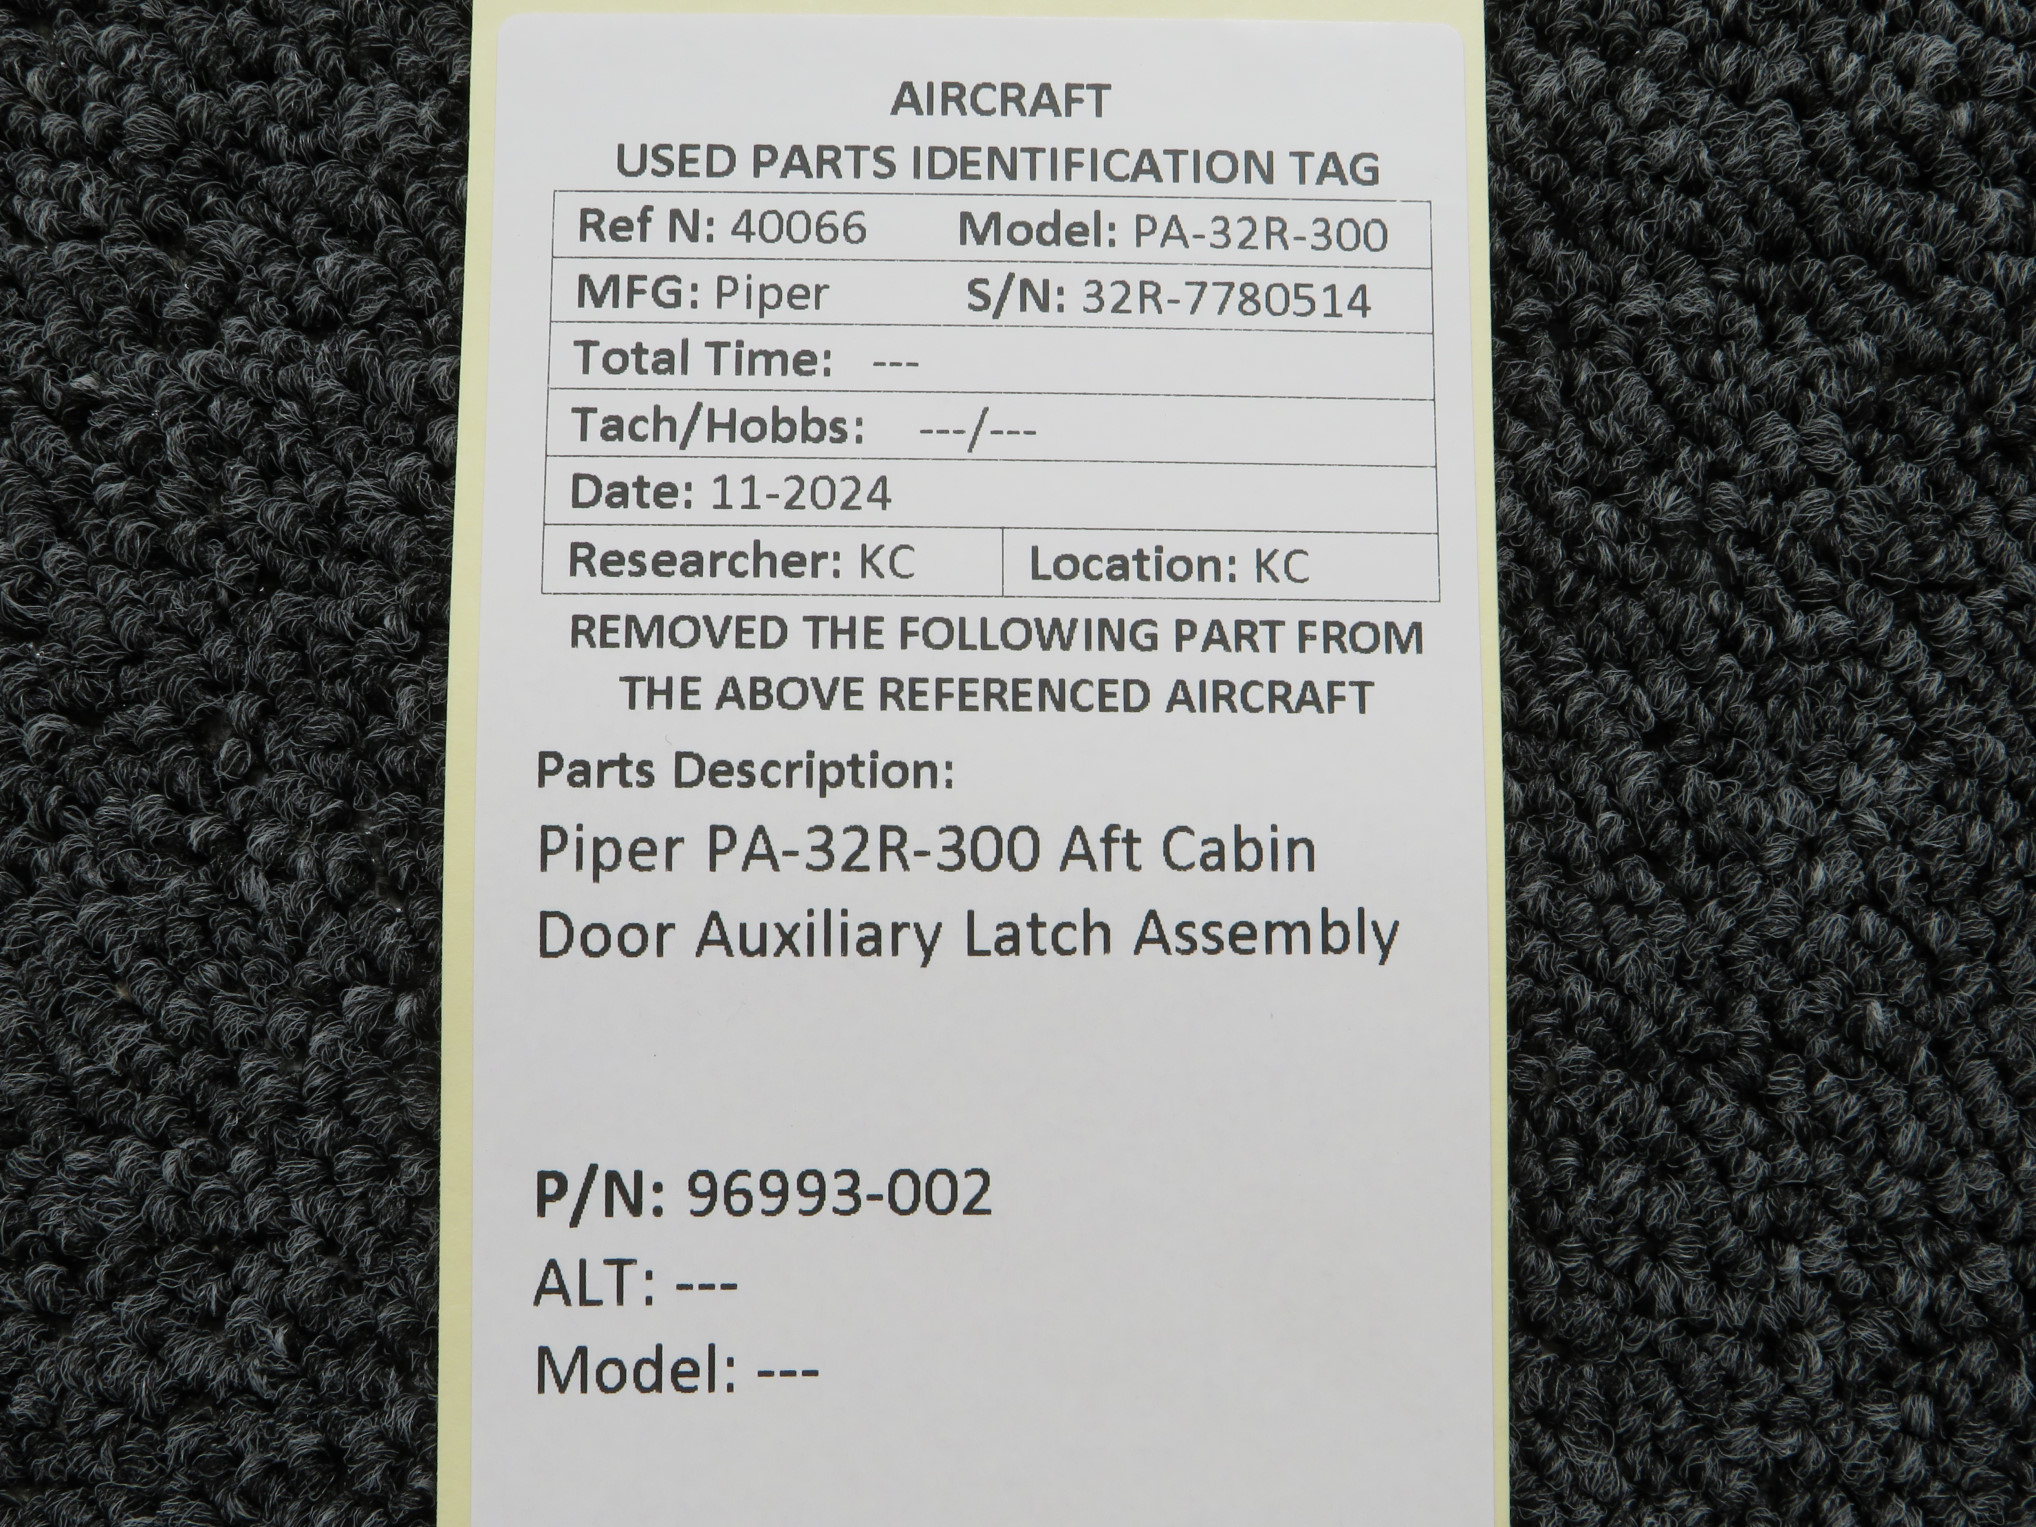 AIRCRAFT
USED PARTS IDENTIFICATION TAG
Ref N: 40066 Model: PA-32R-300
MFG: Piper S/N: 32R-7780514
Total Time: ---
Tach/Hobbs: ---/---
Date: 11-2024
Researcher: KC Location: KC
REMOVED THE FOLLOWING PART FROM
THE ABOVE REFERENCED AIRCRAFT
Parts Description:
Piper PA-32R-300 Aft Cabin
Door Auxiliary Latch Assembly
P/N: 96993-002
ALT: ---
Model: ---